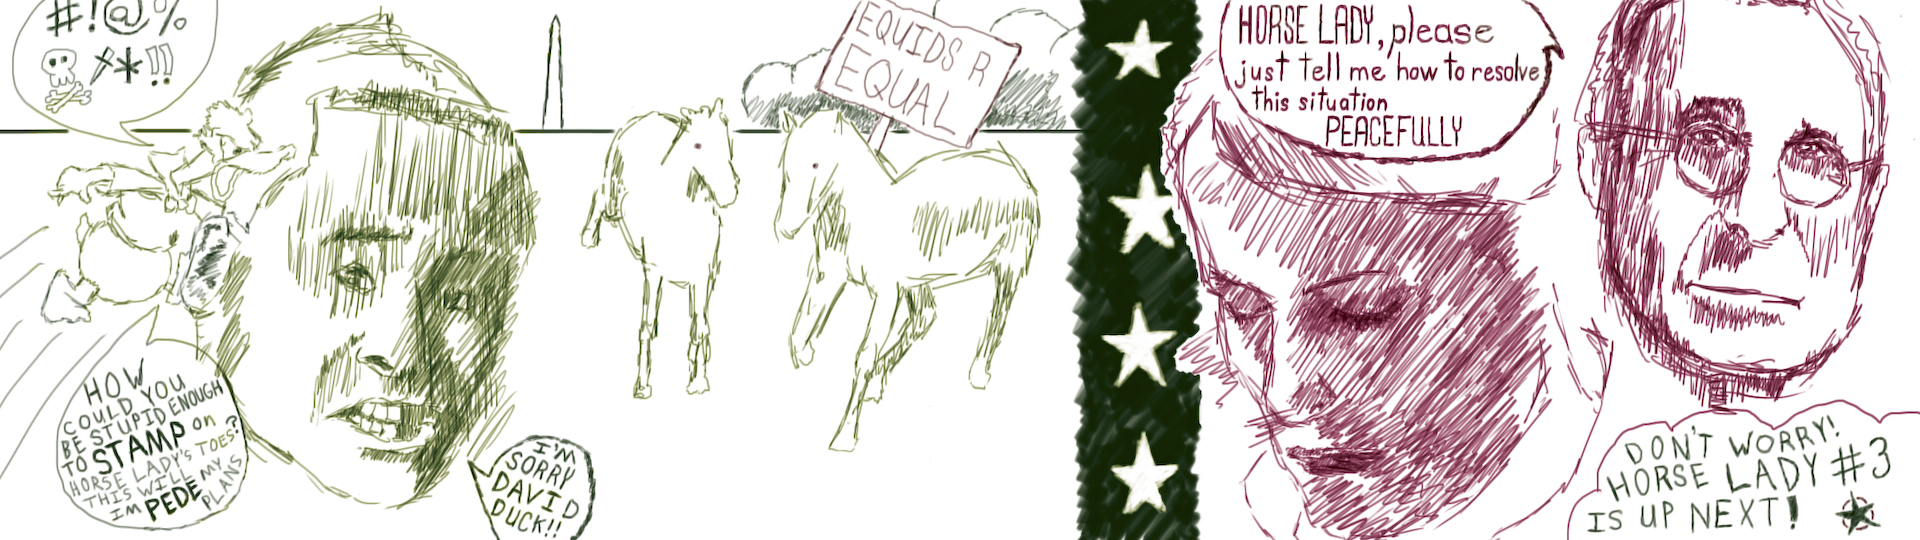 #!@%
**!!
HOW
COULD YOU
BE STUPID ENOUGH
TO STAMP on
HORSE LADY'S TOES?
THIS WILL MY
IM PEDE PLANS
I'M
SORRY
DAVID
DUCK!!
EQUIDS R
EQUAL
HORSE LADY, please
just tell me how to resolve
this situation
PEACEFULLY
DON'T WORRY!
HORSE LADY #3
IS UP NEXT!